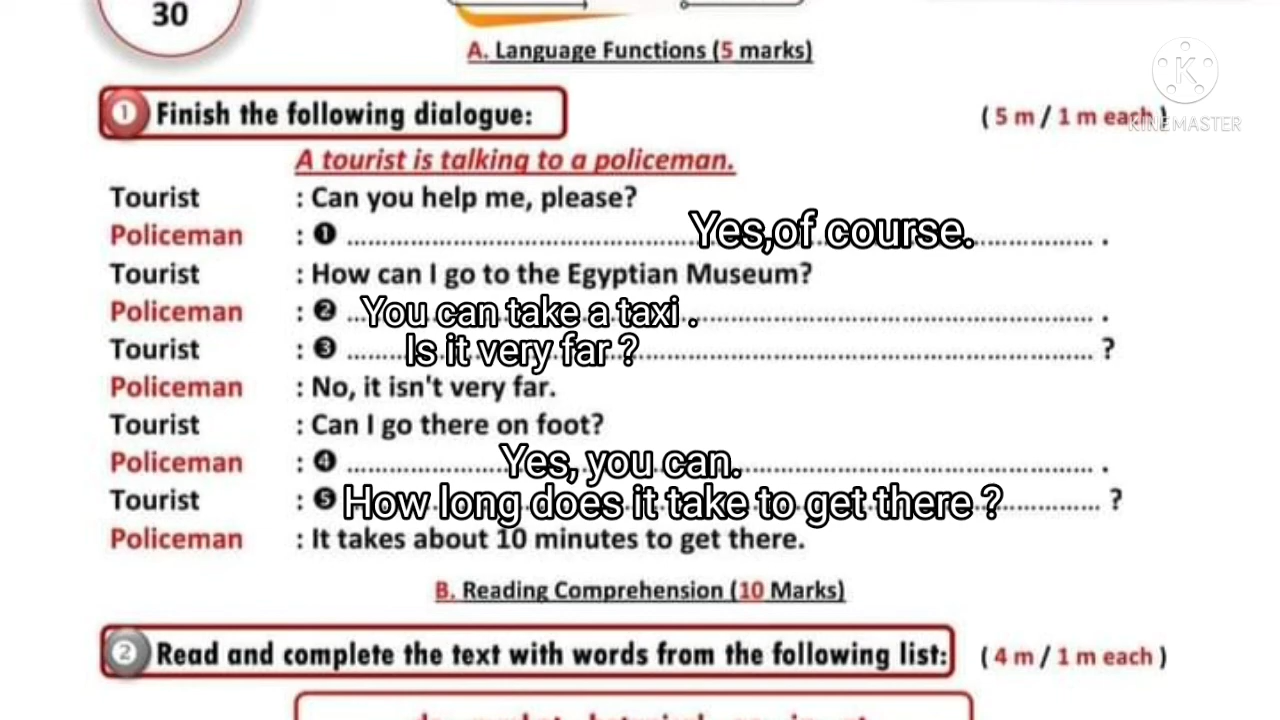 30
A. Language Functions (5 marks)
K
KINEMASTER
1 Finish the following dialogue: ( 5 m / 1 m each )
A tourist is talking to a policeman.
Tourist : Can you help me, please?
Policeman : ❶ Yes,of course. .
Tourist : How can I go to the Egyptian Museum?
Policeman : ❷ You can take a taxi . .
Tourist : ❸ Is it very far ? ?
Policeman : No, it isn't very far.
Tourist : Can I go there on foot?
Policeman : ❹ Yes, you can. .
Tourist : ❺ How long does it take to get there ? ?
Policeman : It takes about 10 minutes to get there.
B. Reading Comprehension (10 Marks)
2 Read and complete the text with words from the following list: ( 4 m / 1 m each )